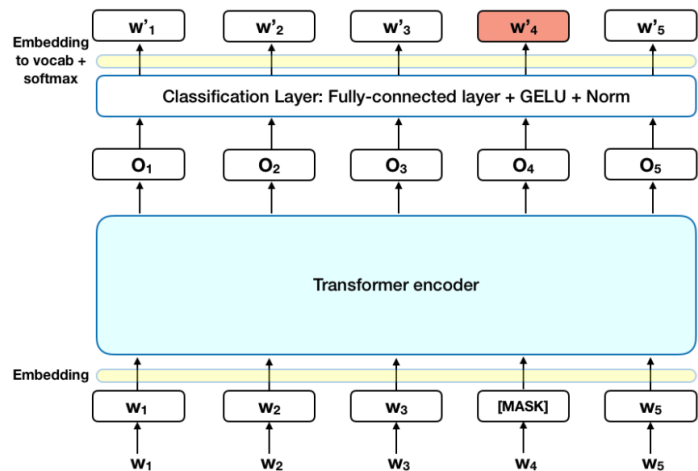 w'1 w'2 w'3 w'4 w'5
Embedding
to vocab +
softmax
Classification Layer: Fully-connected layer + GELU + Norm
O1 O2 O3 O4 O5
Transformer encoder
Embedding
w1 w2 w3 [MASK] w5
w1 w2 w3 w4 w5